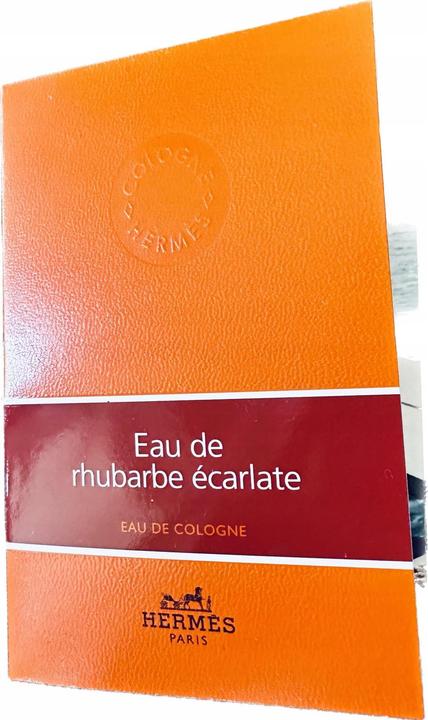 COLOGNE
HERMÈS
Eau de
rhubarbe écarlate
EAU DE COLOGNE
HERMÈS
PARIS